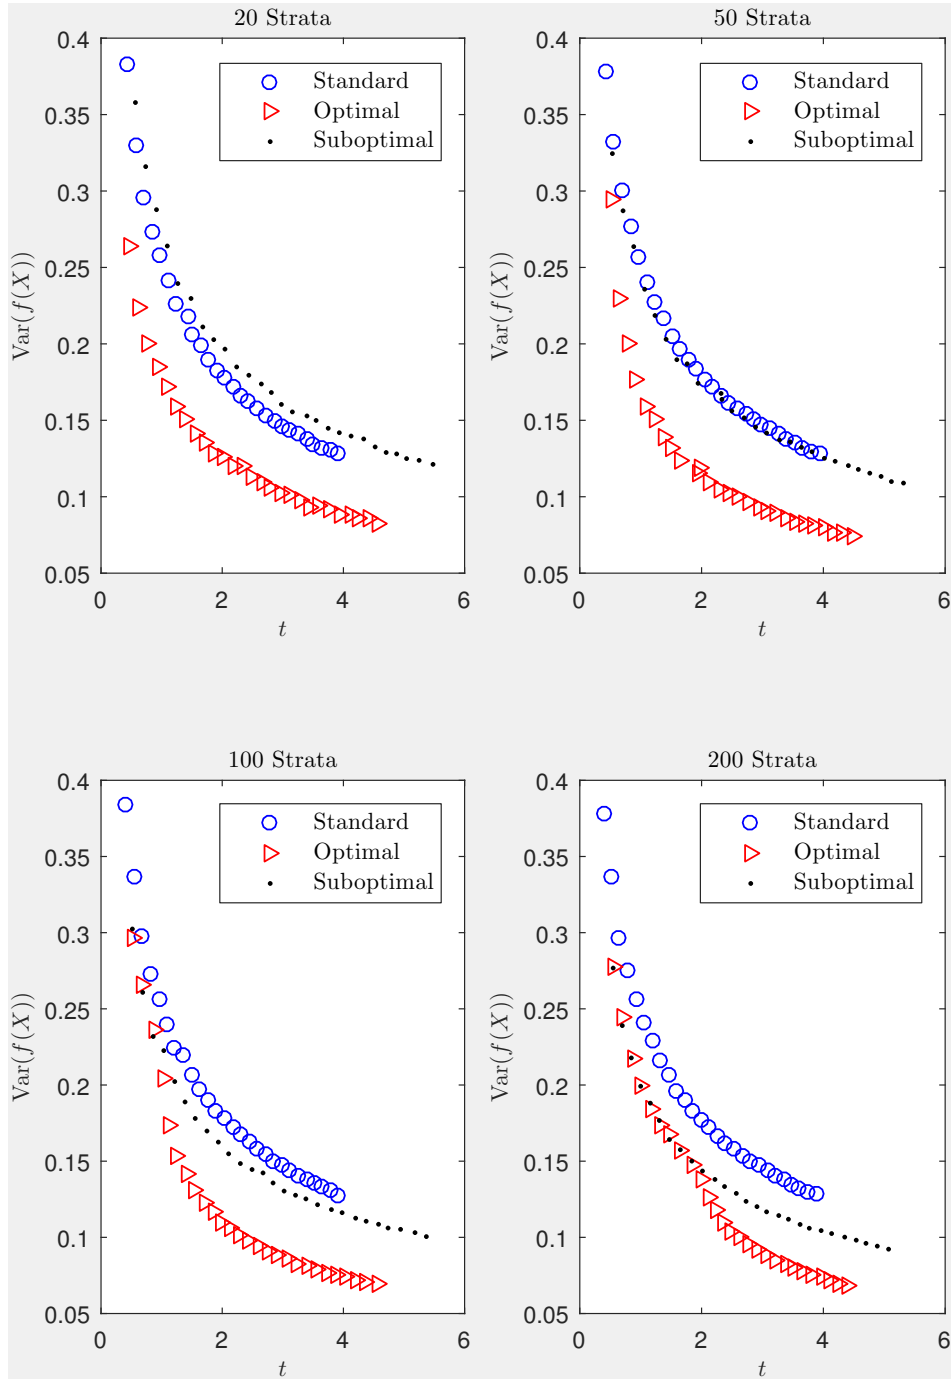 20 Strata
0.4
0.35
0.3
0.25
0.2
0.15
0.1
0.05
0 2 4 6
t
Var(f(X))
Standard
Optimal
Suboptimal
50 Strata
0.4
0.35
0.3
0.25
0.2
0.15
0.1
0.05
0 2 4 6
t
Var(f(X))
Standard
Optimal
Suboptimal
100 Strata
0.4
0.35
0.3
0.25
0.2
0.15
0.1
0.05
0 2 4 6
t
Var(f(X))
Standard
Optimal
Suboptimal
200 Strata
0.4
0.35
0.3
0.25
0.2
0.15
0.1
0.05
0 2 4 6
t
Var(f(X))
Standard
Optimal
Suboptimal